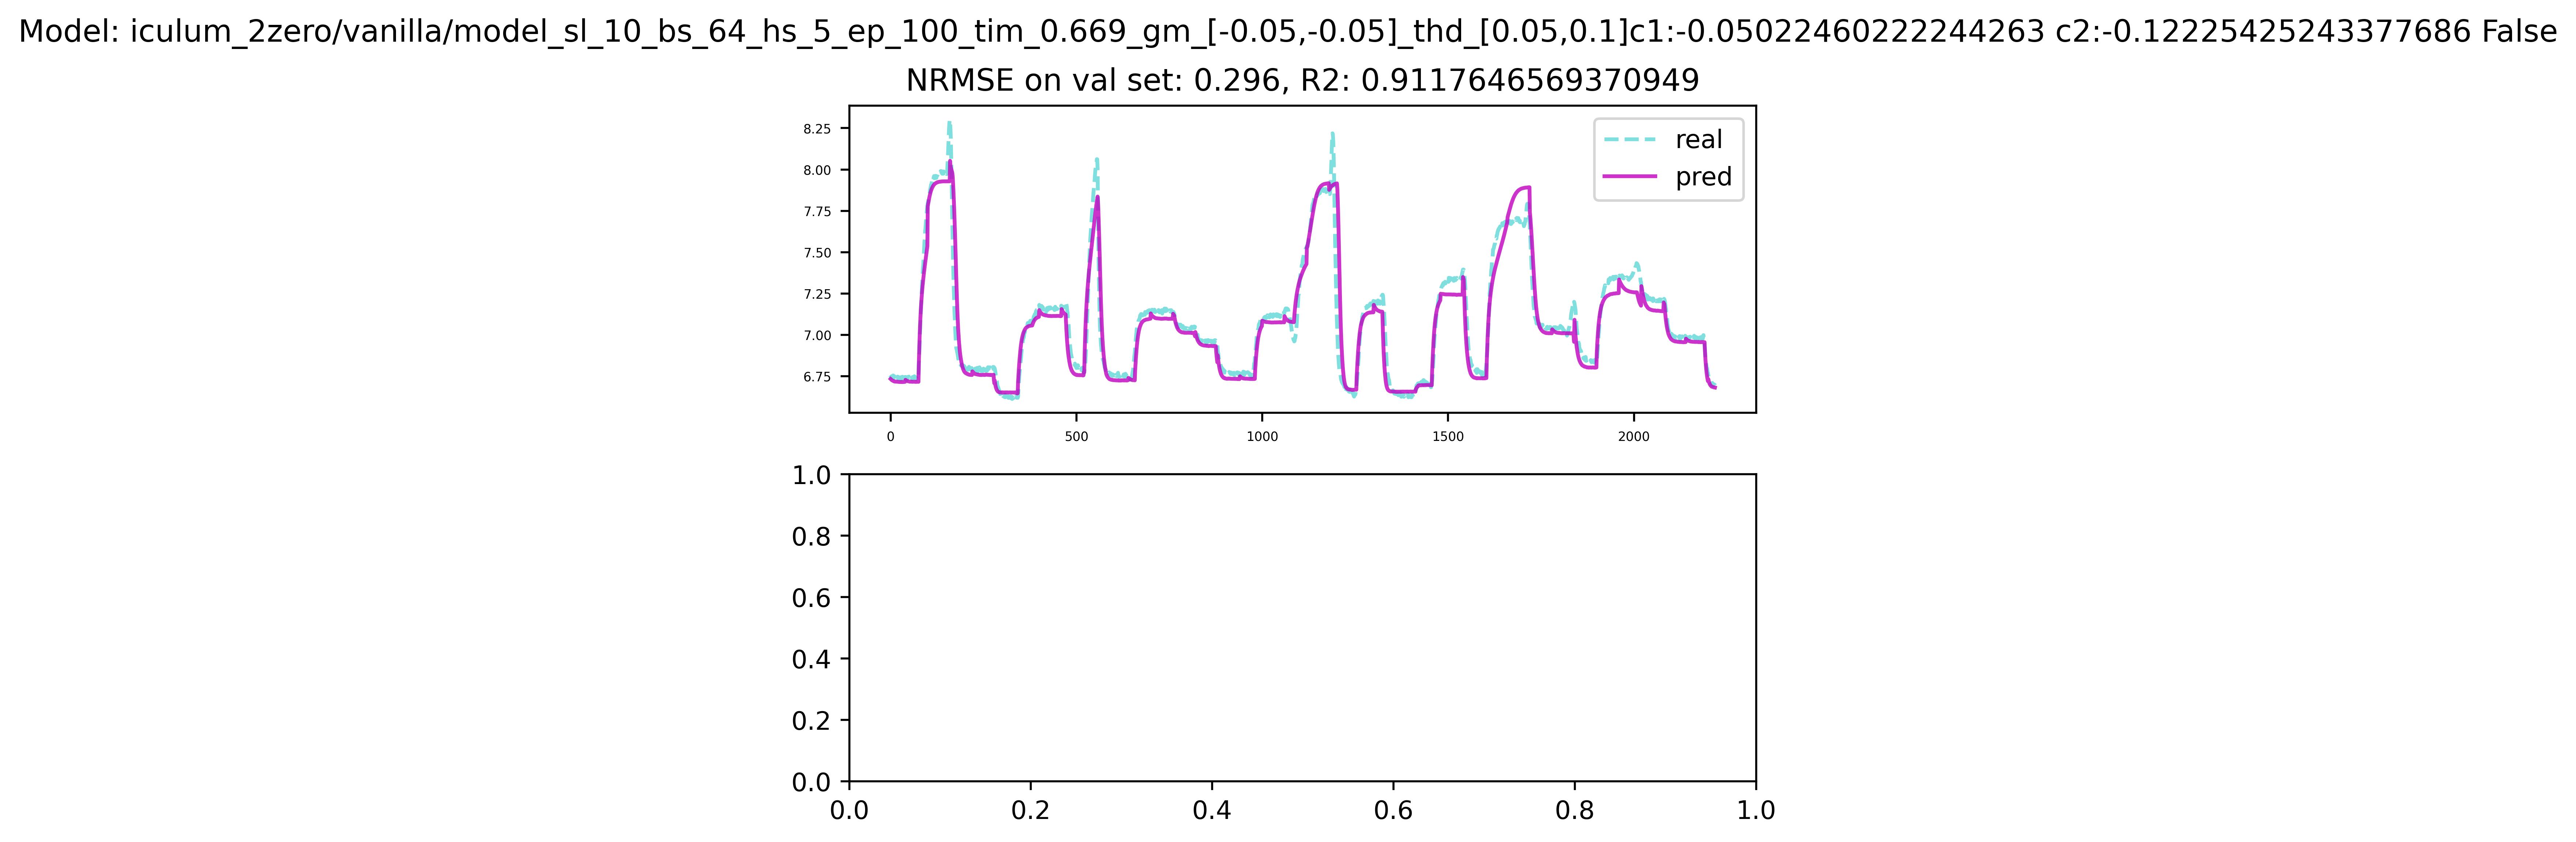 Model: iculum_2zero/vanilla/model_sl_10_bs_64_hs_5_ep_100_tim_0.669_gm_[-0.05,-0.05]_thd_[0.05,0.1]c1:-0.05022460222244263 c2:-0.12225425243377686 False
NRMSE on val set: 0.296, R2: 0.9117646569370949
real
pred
8.25
8.00
7.75
7.50
7.25
7.00
6.75
0 500 1000 1500 2000
1.0
0.8
0.6
0.4
0.2
0.0
0.0 0.2 0.4 0.6 0.8 1.0